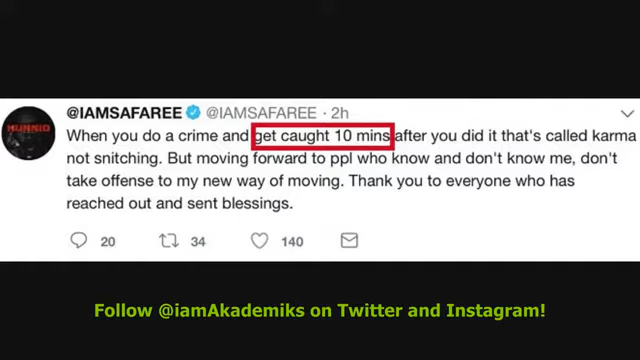 HUNNID
@IAMSAFAREE @IAMSAFAREE · 2h
When you do a crime and get caught 10 mins after you did it that's called karma
not snitching. But moving forward to ppl who know and don't know me, don't
take offense to my new way of moving. Thank you to everyone who has
reached out and sent blessings.
20 34 140
Follow @iamAkademiks on Twitter and Instagram!